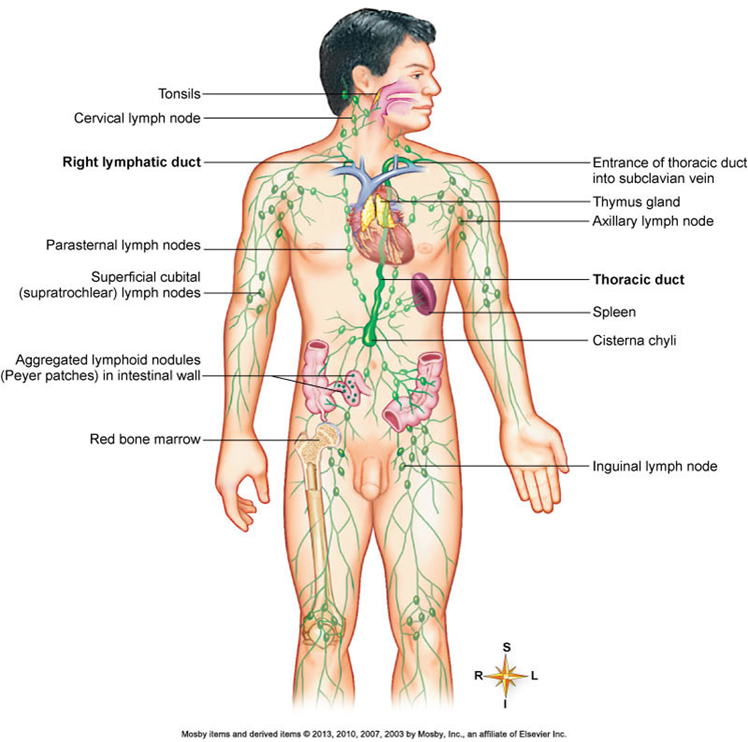 Tonsils
Cervical lymph node
Right lymphatic duct
Parasternal lymph nodes
Superficial cubital
(supratrochlear) lymph nodes
Aggregated lymphoid nodules
(Peyer patches) in intestinal wall
Red bone marrow
Entrance of thoracic duct
into subclavian vein
Thymus gland
Axillary lymph node
Thoracic duct
Spleen
Cisterna chyli
Inguinal lymph node
S
R L
I
Mosby items and derived items © 2013, 2010, 2007, 2003 by Mosby, Inc., an affiliate of Elsevier Inc.